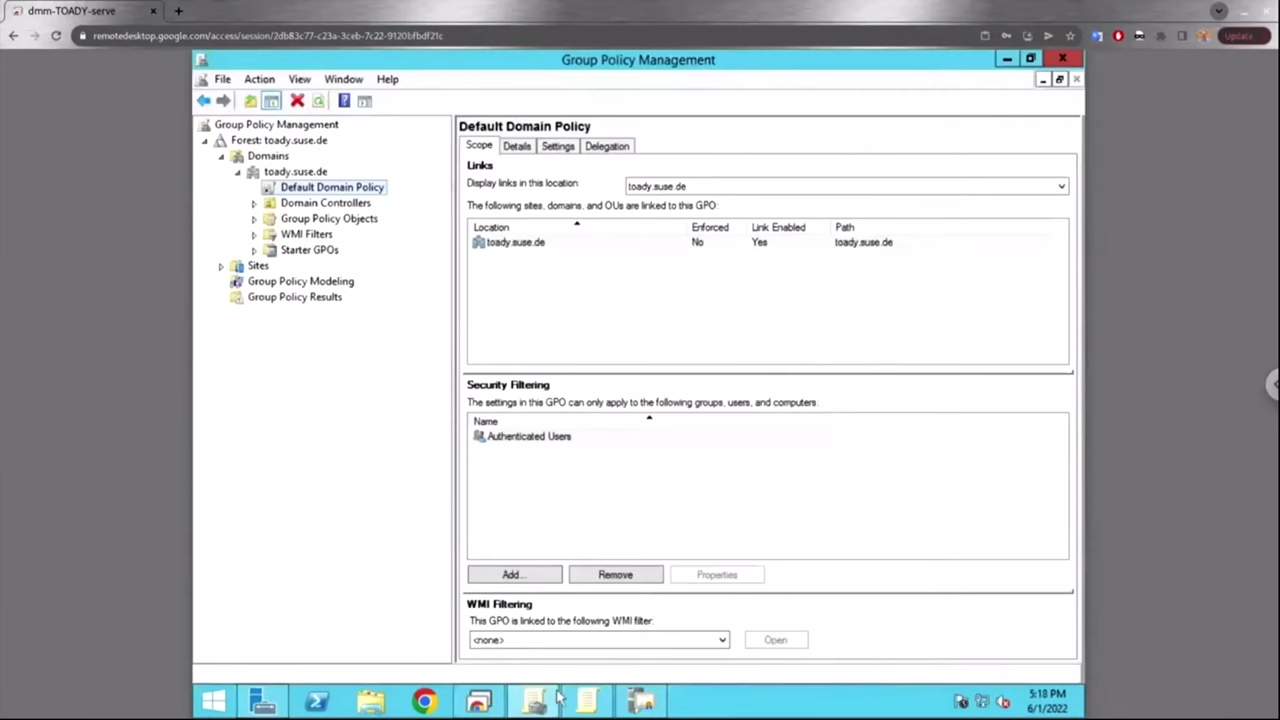 dmm-TOADY-serve
remotedesktop.google.com/access/session/2db83c77-c23a-3ceb-7c22-9120bfbdf21c
Update
Group Policy Management
File Action View Window Help
Group Policy Management
Forest: toady.suse.de
Domains
toady.suse.de
Default Domain Policy
Domain Controllers
Group Policy Objects
WMI Filters
Starter GPOs
Sites
Group Policy Modeling
Group Policy Results
Default Domain Policy
Scope Details Settings Delegation
Links
Display links in this location toady.suse.de
The following sites, domains, and OUs are linked to this GPO:
Location Enforced Link Enabled Path
toady.suse.de No Yes toady.suse.de
Security Filtering
The settings in this GPO can only apply to the following groups, users, and computers.
Name
Authenticated Users
Add... Remove Properties
WMI Filtering
This GPO is linked to the following WMI filter:
<none> Open
5:18 PM
6/1/2022